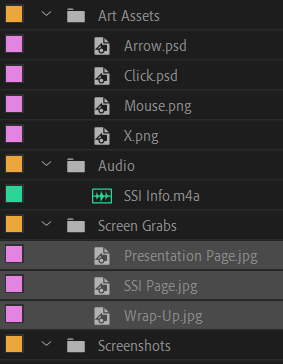 Art Assets
Arrow.psd
Click.psd
Mouse.png
X.png
Audio
SSI Info.m4a
Screen Grabs
Presentation Page.jpg
SSI Page.jpg
Wrap-Up.jpg
Screenshots